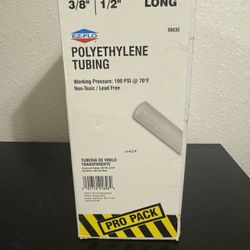 3/8" 1/2" LONG
98635
EZ-FLO
POLYETHYLENE
TUBING
Working Pressure: 100 PSI @ 70°F
Non-Toxic / Lead Free
TUBERIA DE VINILO
TRANSPARENTE
PRO PACK